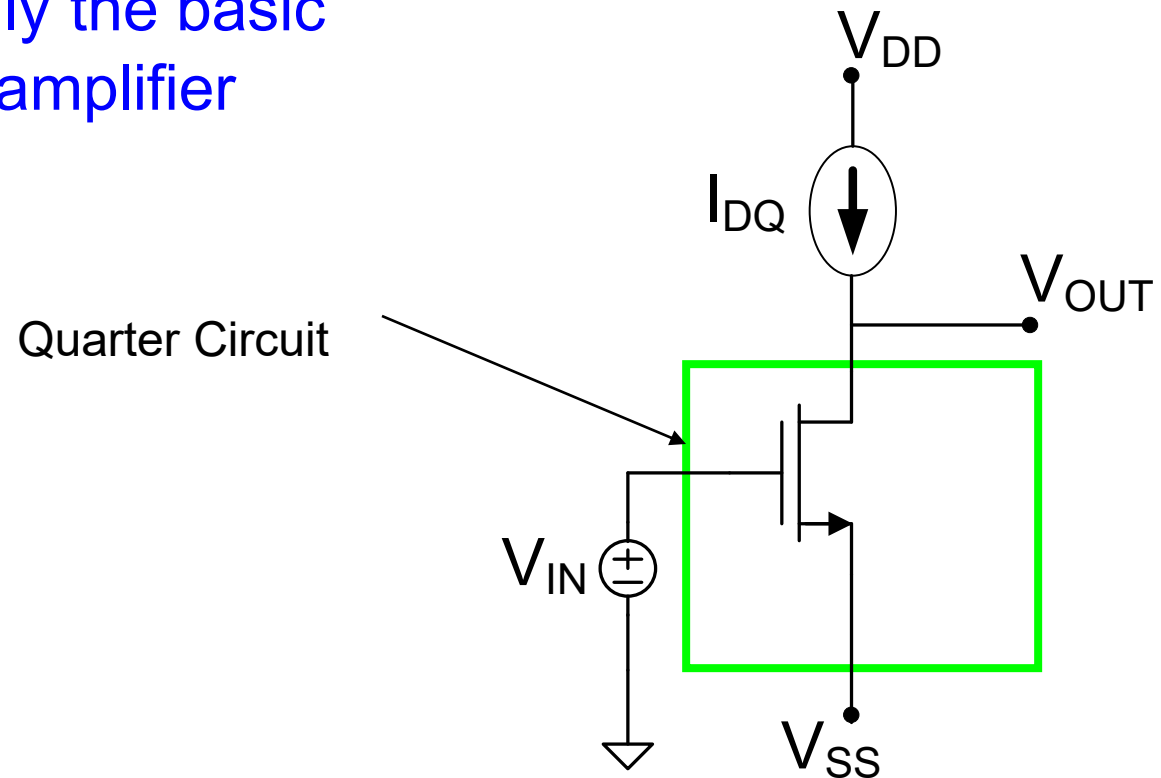 ly the basic
amplifier
VDD
IDQ
VOUT
Quarter Circuit
VIN
VSS